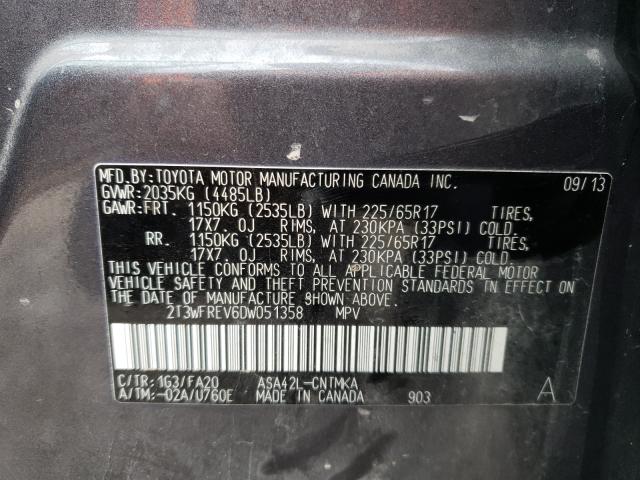 MFD.BY:TOYOTA MOTOR MANUFACTURING CANADA INC. 09/13
GVWR:2035KG (4485LB)
GAWR:FRT. 1150KG (2535LB) WITH 225/65R17 TIRES,
17X7.0J RIMS, AT 230KPA (33PSI) COLD.
RR. 1150KG (2535LB) WITH 225/65R17 TIRES,
17X7.0J RIMS, AT 230KPA (33PSI) COLD.
THIS VEHICLE CONFORMS TO ALL APPLICABLE FEDERAL MOTOR
VEHICLE SAFETY AND THEFT PREVENTION STANDARDS IN EFFECT ON
THE DATE OF MANUFACTURE SHOWN ABOVE.
2T3WFREV6DW051358 MPV
C/TR:1G3/FA20 ASA42L-CNTMKA
A/TM:-02A/U760E MADE IN CANADA 903 A